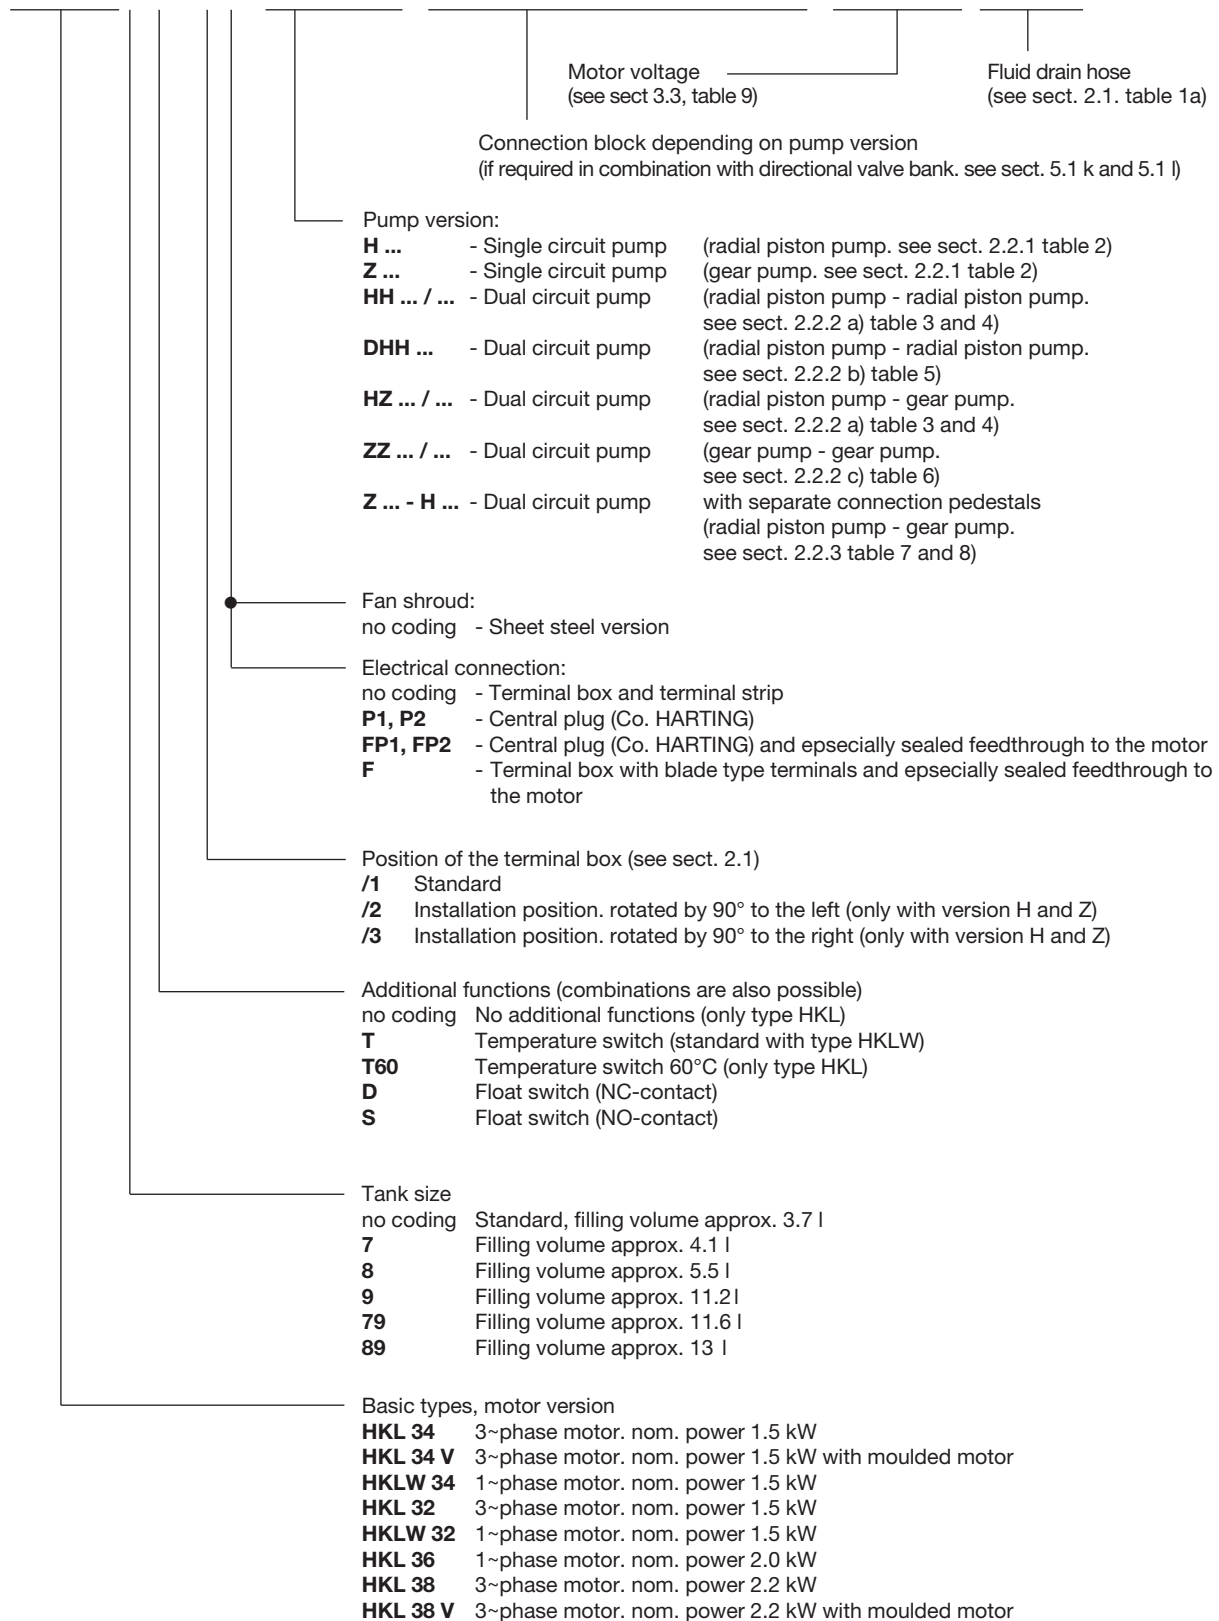 Motor voltage
(see sect 3.3, table 9)
Fluid drain hose
(see sect. 2.1. table 1a)
Connection block depending on pump version
(if required in combination with directional valve bank. see sect. 5.1 k and 5.1 l)
Pump version:
H ... - Single circuit pump (radial piston pump. see sect. 2.2.1 table 2)
Z ... - Single circuit pump (gear pump. see sect. 2.2.1 table 2)
HH ... / ... - Dual circuit pump (radial piston pump - radial piston pump.
see sect. 2.2.2 a) table 3 and 4)
DHH ... - Dual circuit pump (radial piston pump - radial piston pump.
see sect. 2.2.2 b) table 5)
HZ ... / ... - Dual circuit pump (radial piston pump - gear pump.
see sect. 2.2.2 a) table 3 and 4)
ZZ ... / ... - Dual circuit pump (gear pump - gear pump.
see sect. 2.2.2 c) table 6)
Z ... - H ... - Dual circuit pump with separate connection pedestals
(radial piston pump - gear pump.
see sect. 2.2.3 table 7 and 8)
Fan shroud:
no coding - Sheet steel version
Electrical connection:
no coding - Terminal box and terminal strip
P1, P2 - Central plug (Co. HARTING)
FP1, FP2 - Central plug (Co. HARTING) and epsecially sealed feedthrough to the motor
F - Terminal box with blade type terminals and epsecially sealed feedthrough to
the motor
Position of the terminal box (see sect. 2.1)
/1 Standard
/2 Installation position. rotated by 90° to the left (only with version H and Z)
/3 Installation position. rotated by 90° to the right (only with version H and Z)
Additional functions (combinations are also possible)
no coding No additional functions (only type HKL)
T Temperature switch (standard with type HKLW)
T60 Temperature switch 60°C (only type HKL)
D Float switch (NC-contact)
S Float switch (NO-contact)
Tank size
no coding Standard, filling volume approx. 3.7 l
7 Filling volume approx. 4.1 l
8 Filling volume approx. 5.5 l
9 Filling volume approx. 11.2 l
79 Filling volume approx. 11.6 l
89 Filling volume approx. 13 l
Basic types, motor version
HKL 34 3~phase motor. nom. power 1.5 kW
HKL 34 V 3~phase motor. nom. power 1.5 kW with moulded motor
HKLW 34 1~phase motor. nom. power 1.5 kW
HKL 32 3~phase motor. nom. power 1.5 kW
HKLW 32 1~phase motor. nom. power 1.5 kW
HKL 36 1~phase motor. nom. power 2.0 kW
HKL 38 3~phase motor. nom. power 2.2 kW
HKL 38 V 3~phase motor. nom. power 2.2 kW with moulded motor